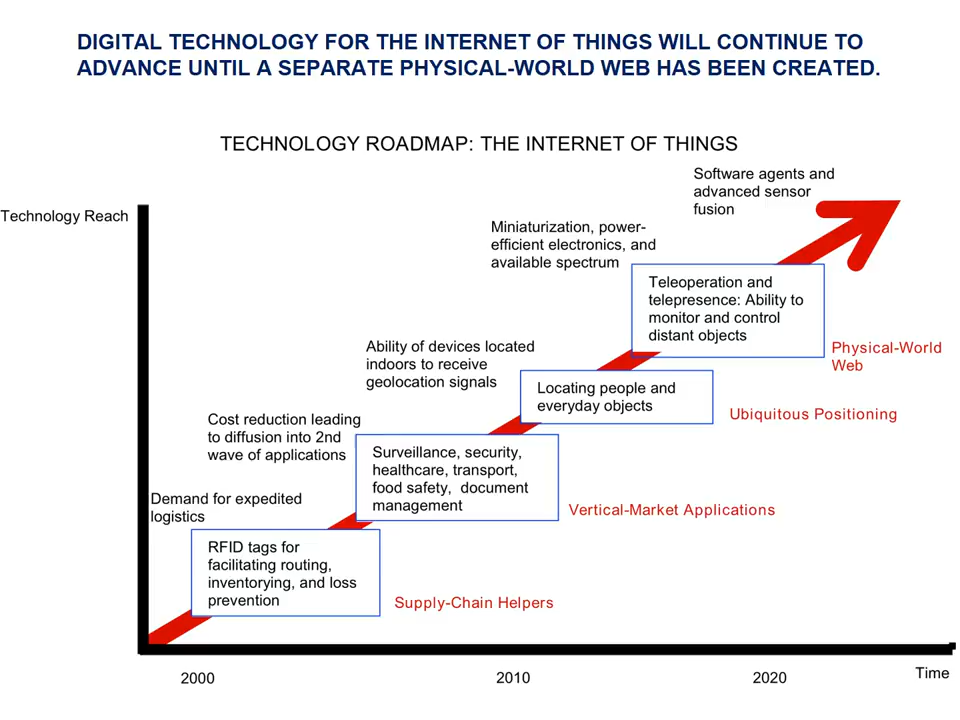 DIGITAL TECHNOLOGY FOR THE INTERNET OF THINGS WILL CONTINUE TO
ADVANCE UNTIL A SEPARATE PHYSICAL-WORLD WEB HAS BEEN CREATED.
TECHNOLOGY ROADMAP: THE INTERNET OF THINGS
Technology Reach
Software agents and
advanced sensor
fusion
Miniaturization, power-
efficient electronics, and
available spectrum
Teleoperation and
telepresence: Ability to
monitor and control
distant objects
Physical-World
Web
Ability of devices located
indoors to receive
geolocation signals
Locating people and
everyday objects
Ubiquitous Positioning
Cost reduction leading
to diffusion into 2nd
wave of applications
Surveillance, security,
healthcare, transport,
food safety, document
management
Vertical-Market Applications
Demand for expedited
logistics
RFID tags for
facilitating routing,
inventorying, and loss
prevention
Supply-Chain Helpers
2000
2010
2020
Time